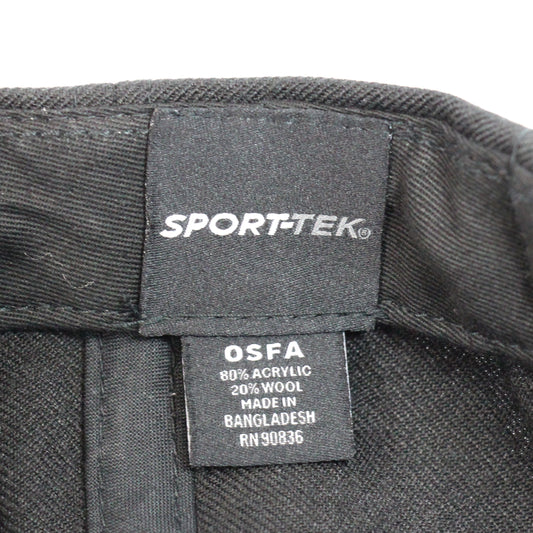 SPORT-TEK®
OSFA
80% ACRYLIC
20% WOOL
MADE IN
BANGLADESH
RN 90836